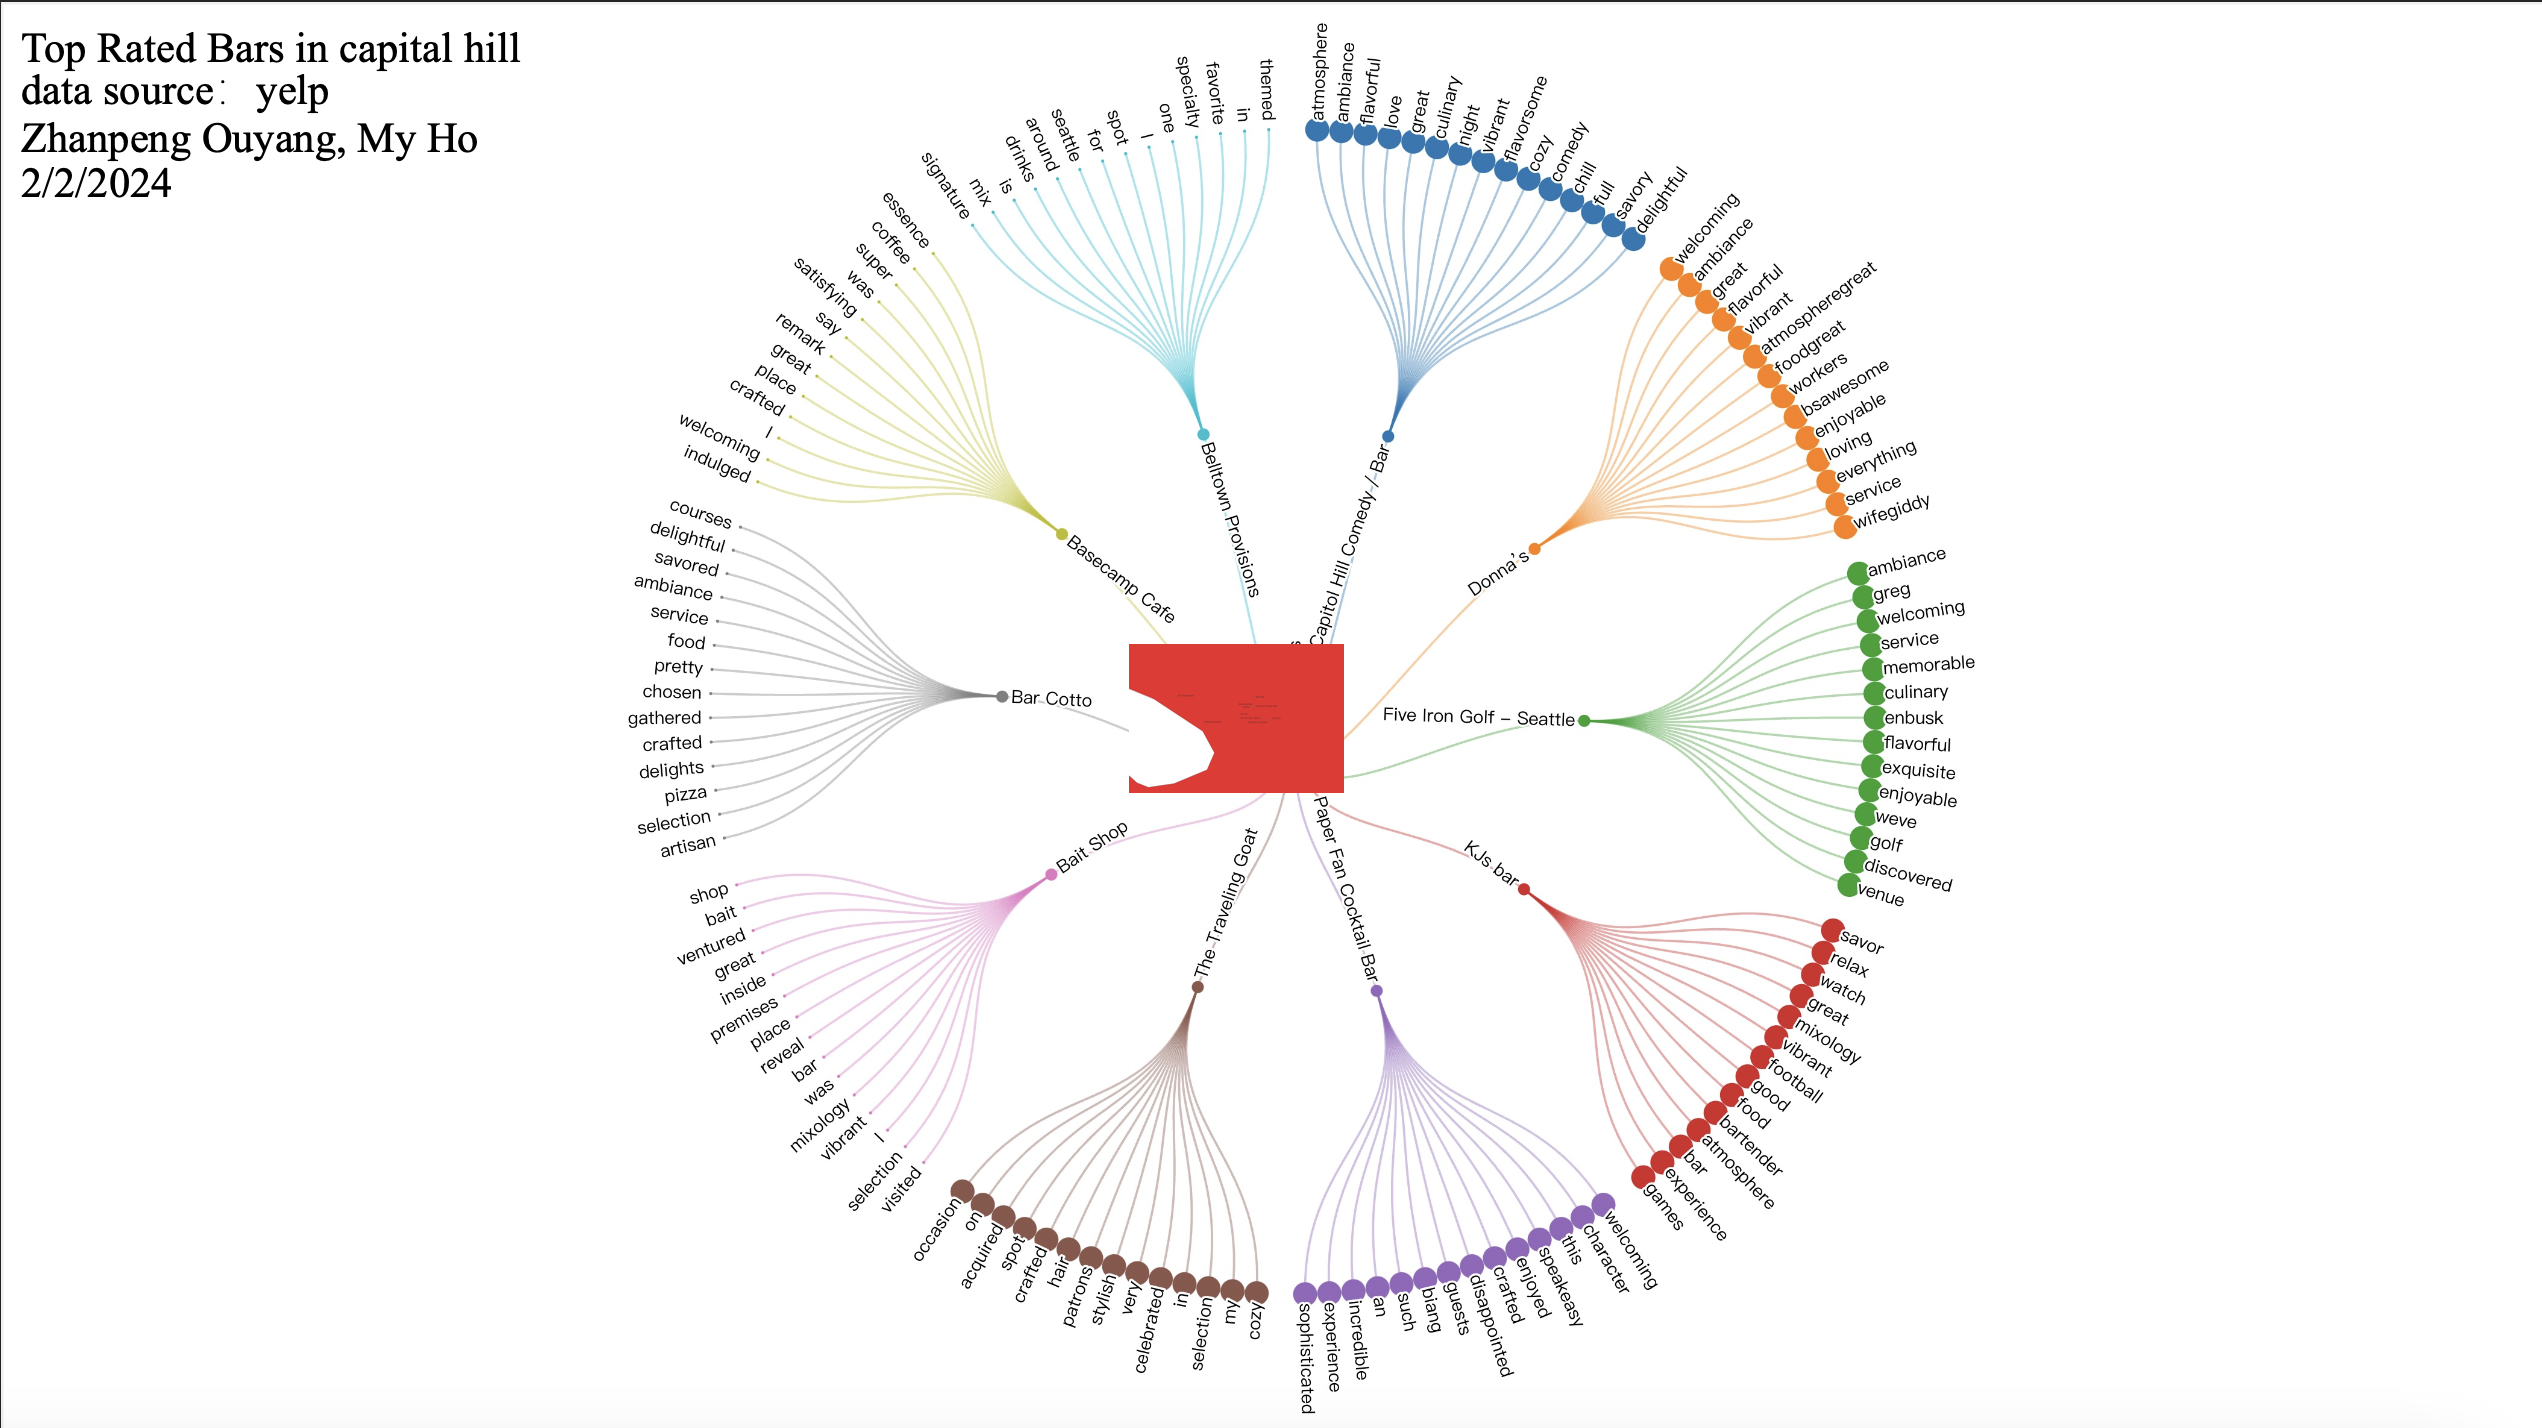 Top Rated Bars in capital hill
data source： yelp
Zhanpeng Ouyang, My Ho
2/2/2024
Capitol Hill Comedy / Bar
atmosphere
ambiance
flavorful
love
great
culinary
night
vibrant
flavorsome
cozy
comedy
chill
full
savory
delightful
Donna's
welcoming
ambiance
great
flavorful
vibrant
atmospheregreat
foodgreat
workers
bsawesome
enjoyable
loving
everything
service
wifegiddy
Five Iron Golf – Seattle
ambiance
greg
welcoming
service
memorable
culinary
enbusk
flavorful
exquisite
enjoyable
weve
golf
discovered
venue
KJs bar
savor
relax
watch
great
mixology
vibrant
football
good
food
bartender
atmosphere
bar
experience
games
Paper Fan Cocktail Bar
welcoming
character
this
speakeasy
enjoyed
crafted
disappointed
guests
biang
such
an
incredible
experience
sophisticated
The Traveling Goat
cozy
my
selection
in
celebrated
very
stylish
patrons
hair
crafted
spot
acquired
on
occasion
Bait Shop
visited
selection
I
vibrant
mixology
was
bar
reveal
place
premises
inside
great
ventured
bait
shop
Bar Cotto
artisan
selection
pizza
delights
crafted
gathered
chosen
pretty
food
service
ambiance
savored
delightful
courses
Basecamp Cafe
indulged
welcoming
I
crafted
place
great
remark
say
satisfying
was
super
coffee
essence
Belltown Provisions
signature
mix
is
drinks
around
seattle
for
spot
I
one
specialty
favorite
in
themed